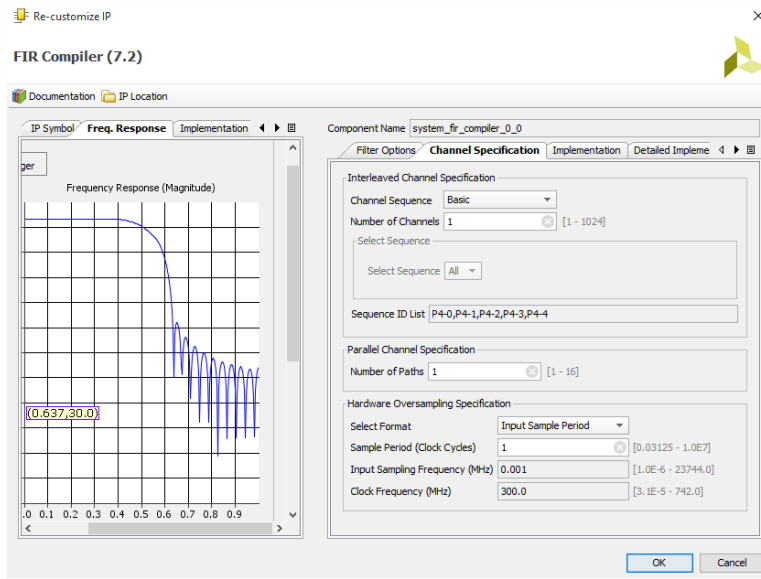 Re-customize IP
FIR Compiler (7.2)
Documentation IP Location
IP Symbol Freq. Response Implementation
ger
Frequency Response (Magnitude)
(0.637,30.0)
.0 0.1 0.2 0.3 0.4 0.5 0.6 0.7 0.8 0.9
Component Name system_fir_compiler_0_0
Filter Options Channel Specification Implementation Detailed Impleme
Interleaved Channel Specification
Channel Sequence Basic
Number of Channels 1 [1 - 1024]
Select Sequence
Select Sequence All
Sequence ID List P4-0,P4-1,P4-2,P4-3,P4-4
Parallel Channel Specification
Number of Paths 1 [1 - 16]
Hardware Oversampling Specification
Select Format Input Sample Period
Sample Period (Clock Cycles) 1 [0.03125 - 1.0E7]
Input Sampling Frequency (MHz) 0.001 [1.0E-6 - 23744.0]
Clock Frequency (MHz) 300.0 [3.1E-5 - 742.0]
OK Cancel